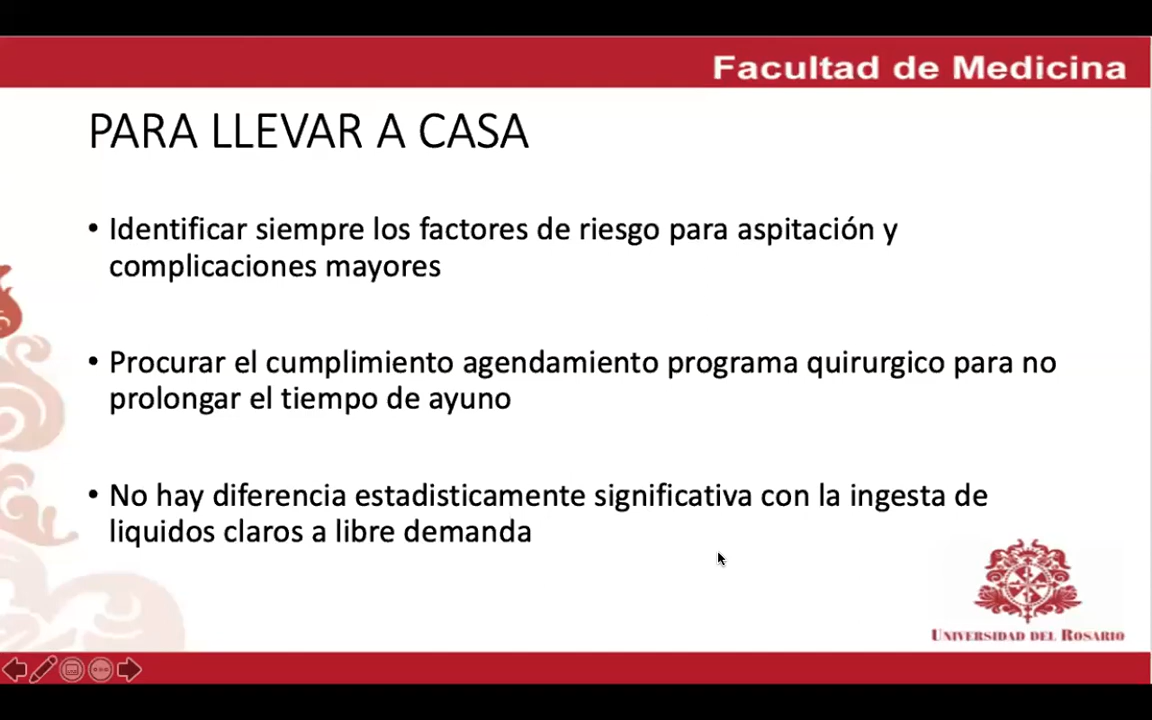 Facultad de Medicina
PARA LLEVAR A CASA
• Identificar siempre los factores de riesgo para aspitación y
complicaciones mayores
• Procurar el cumplimiento agendamiento programa quirurgico para no
prolongar el tiempo de ayuno
• No hay diferencia estadisticamente significativa con la ingesta de
liquidos claros a libre demanda
UNIVERSIDAD DEL ROSARIO